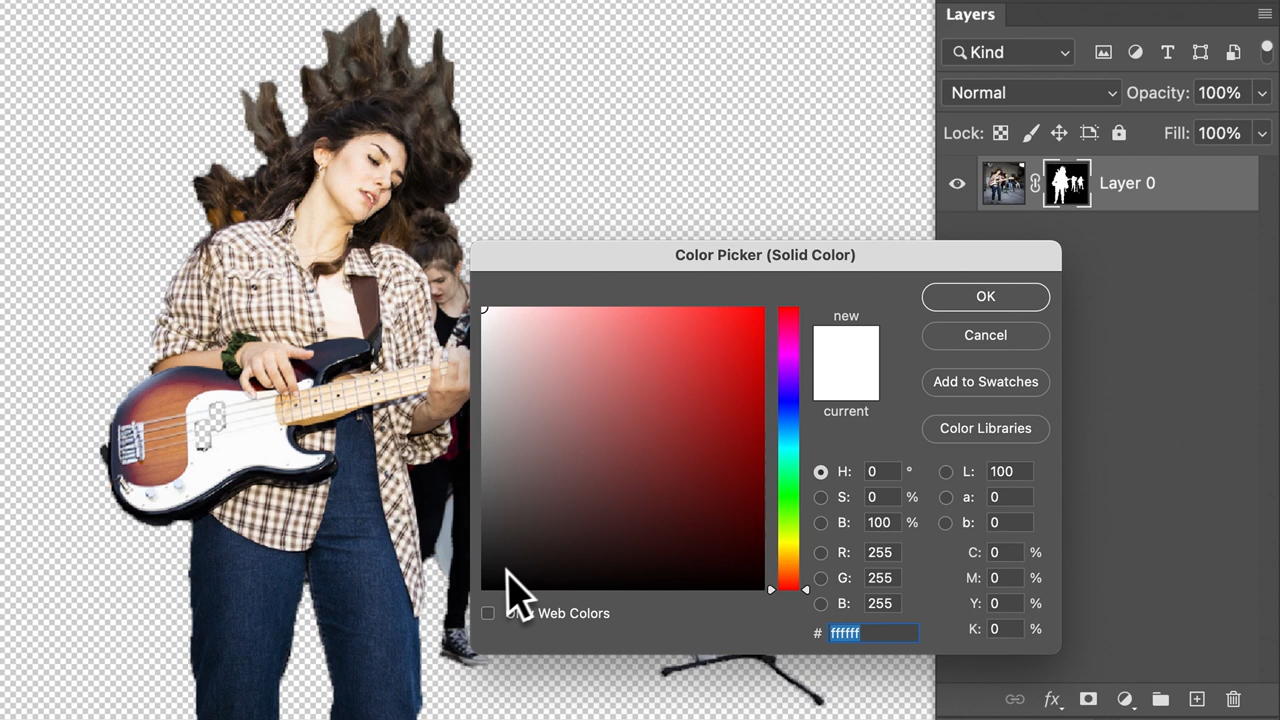 Layers
Kind
Normal
Opacity: 100%
Lock:
Fill: 100%
Layer 0
Color Picker (Solid Color)
new
current
OK
Cancel
Add to Swatches
Color Libraries
H: 0 °
S: 0 %
B: 100 %
R: 255
G: 255
B: 255
# ffffff
L: 100
a: 0
b: 0
C: 0 %
M: 0 %
Y: 0 %
K: 0 %
Web Colors
fx